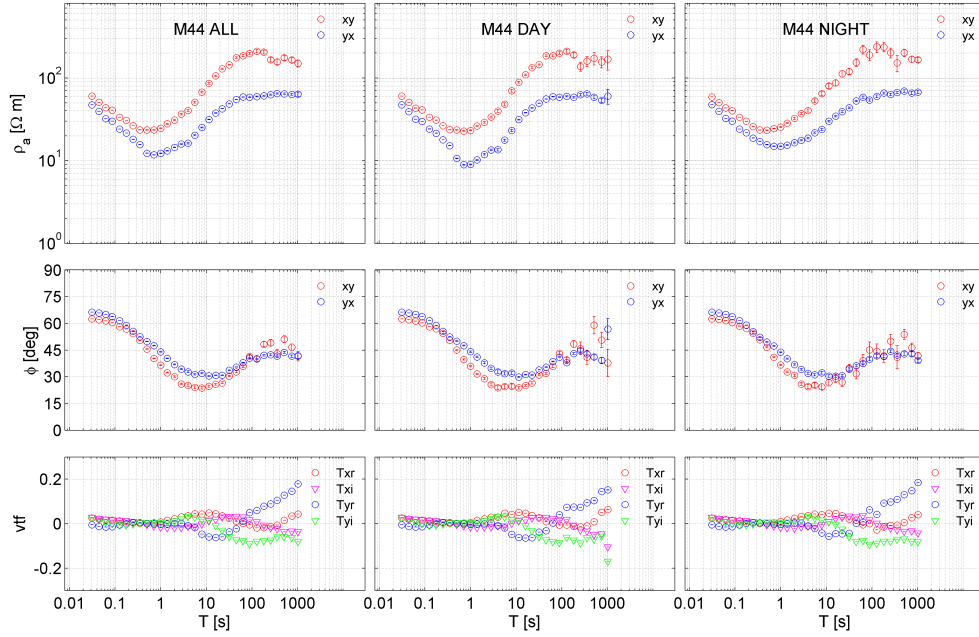 M44 ALL
xy
yx
M44 DAY
xy
yx
M44 NIGHT
xy
yx
ρa [Ω m]
10²
10¹
10⁰
xy
yx
xy
yx
xy
yx
ϕ [deg]
90
75
60
45
30
15
0
Txr
Txi
Tyr
Tyi
Txr
Txi
Tyr
Tyi
Txr
Txi
Tyr
Tyi
vtf
0.2
0
-0.3
0.01 0.1 1 10 100 1000
0.01 0.1 1 10 100 1000
0.01 0.1 1 10 100 1000
T [s]
T [s]
T [s]